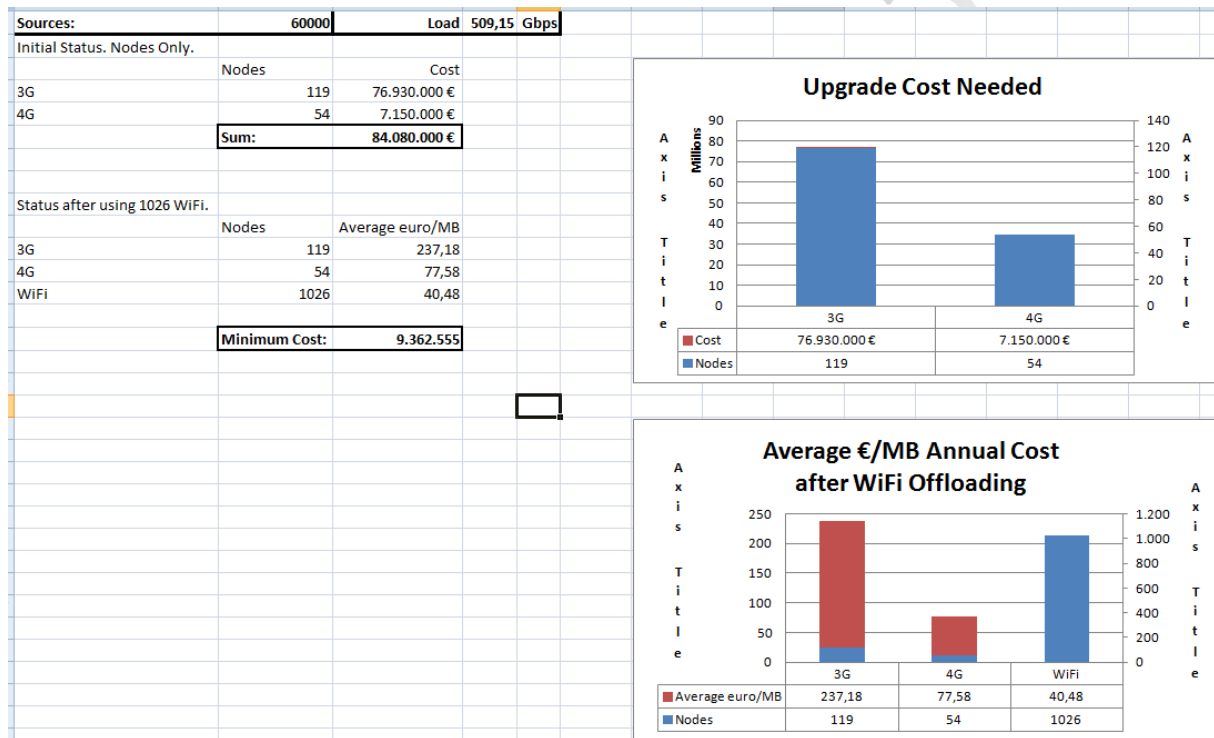 Sources: 60000 Load 509,15 Gbps
Initial Status. Nodes Only.
Nodes Cost
3G 119 76.930.000 €
4G 54 7.150.000 €
Sum: 84.080.000 €
Status after using 1026 WiFi.
Nodes Average euro/MB
3G 119 237,18
4G 54 77,58
WiFi 1026 40,48
Minimum Cost: 9.362.555
Upgrade Cost Needed
Axis Title
Millions
90
80
70
60
50
40
30
20
10
0
140
120
100
80
60
40
20
0
Axis Title
3G 4G
Cost 76.930.000 € 7.150.000 €
Nodes 119 54
Average €/MB Annual Cost
after WiFi Offloading
Axis Title
250
200
150
100
50
0
1.200
1.000
800
600
400
200
0
Axis Title
3G 4G WiFi
Average euro/MB 237,18 77,58 40,48
Nodes 119 54 1026